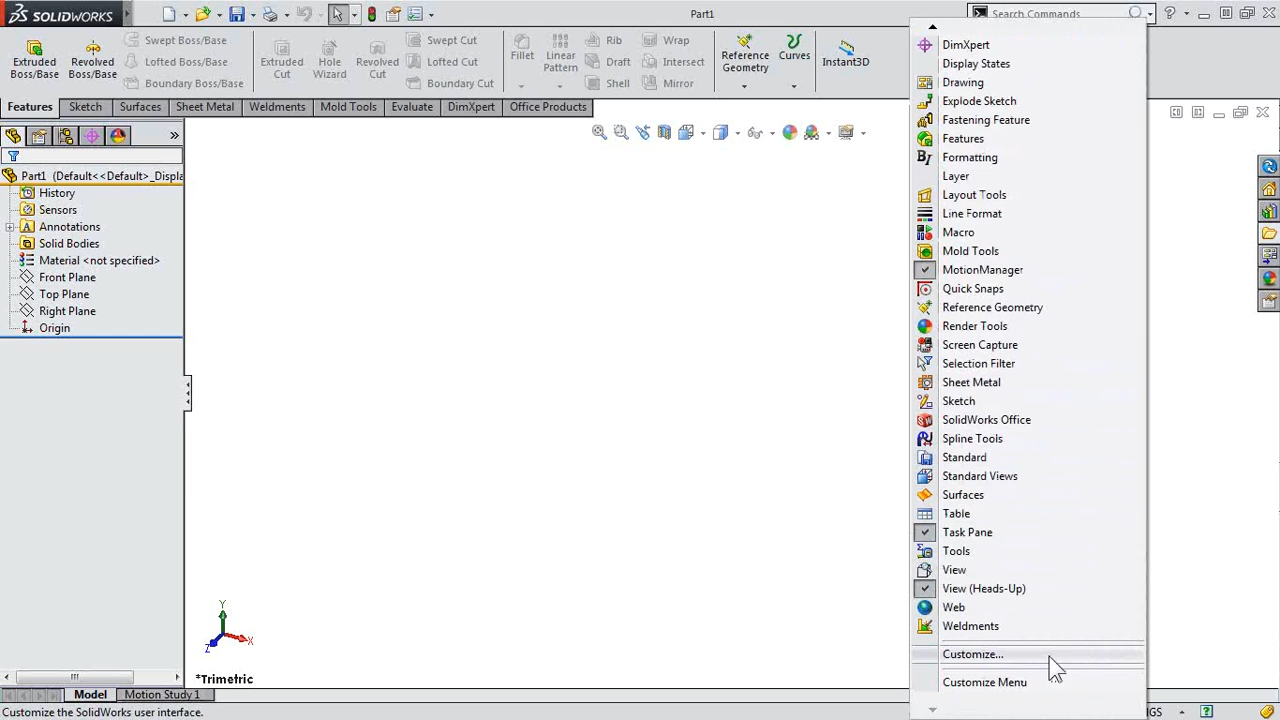 SOLIDWORKS
Part1
Search Commands
Extruded Boss/Base
Revolved Boss/Base
Swept Boss/Base
Lofted Boss/Base
Boundary Boss/Base
Extruded Cut
Hole Wizard
Revolved Cut
Swept Cut
Lofted Cut
Boundary Cut
Fillet
Linear Pattern
Rib
Draft
Shell
Wrap
Intersect
Mirror
Reference Geometry
Curves
Instant3D
Features
Sketch
Surfaces
Sheet Metal
Weldments
Mold Tools
Evaluate
DimXpert
Office Products
Part1 (Default<<Default>_Displa
History
Sensors
Annotations
Solid Bodies
Material <not specified>
Front Plane
Top Plane
Right Plane
Origin
DimXpert
Display States
Drawing
Explode Sketch
Fastening Feature
Features
Formatting
Layer
Layout Tools
Line Format
Macro
Mold Tools
MotionManager
Quick Snaps
Reference Geometry
Render Tools
Screen Capture
Selection Filter
Sheet Metal
Sketch
SolidWorks Office
Spline Tools
Standard
Standard Views
Surfaces
Table
Task Pane
Tools
View
View (Heads-Up)
Web
Weldments
Customize...
Customize Menu
Y
X
Z
*Trimetric
Model
Motion Study 1
Customize the SolidWorks user interface.
GS